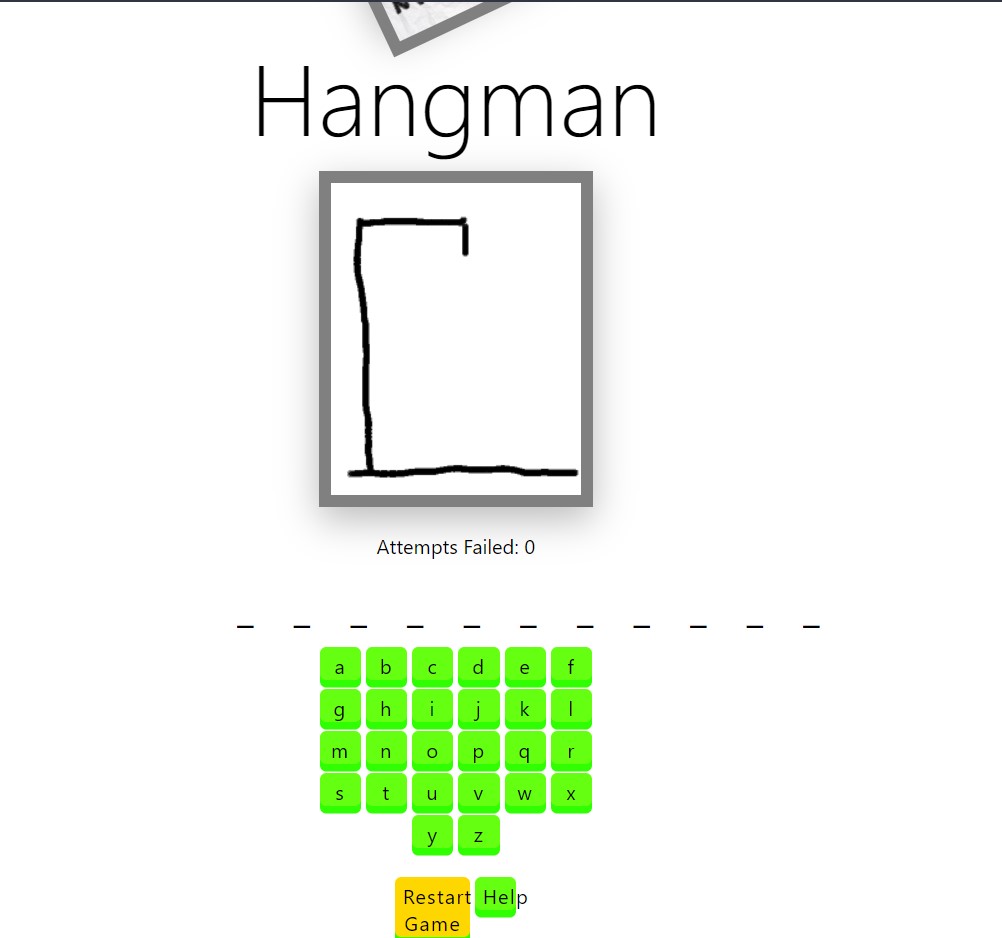 Hangman
Attempts Failed: 0
_ _ _ _ _ _ _ _ _ _ _
a b c d e f
g h i j k l
m n o p q r
s t u v w x
y z
Restart Help
Game